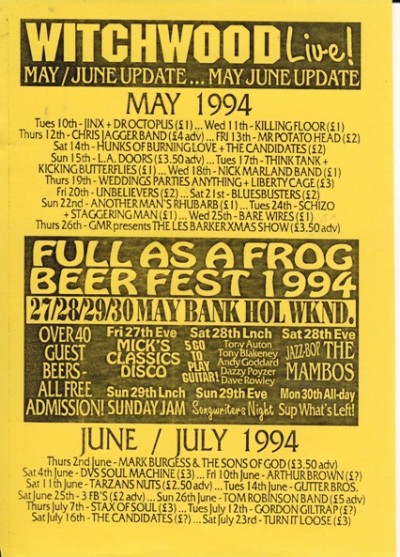 WITCHWOOD Live!
MAY / JUNE UPDATE ... MAY JUNE UPDATE
MAY 1994
Tues 10th - JINX + DR OCTOPUS (£1) ... Wed 11th - KILLING FLOOR (£1)
Thurs 12th - CHRIS JAGGER BAND (£4 adv) .. Fri 13th - MR POTATO HEAD (£2)
Sat 14th - HUNKS OF BURNING LOVE + THE CANDIDATES (£2)
Sun 15th - L.A. DOORS (£3.50 adv) ... Tues 17th - THINK TANK +
KICKING BUTTERFLIES (£1) ... Wed 18th - NICK MARLAND BAND (£1)
Thurs 19th - WEDDINGS PARTIES ANYTHING + LIBERTY CAGE (£3)
Fri 20th - UNBELIEVERS (£2) .. Sat 21st - BLUESBUSTERS (£2)
Sun 22nd - ANOTHER MAN'S RHUBARB (£1) ... Tues 24th - SCHIZO
+ STAGGERING MAN (£1) ... Wed 25th - BARE WIRES (£1)
Thurs 26th - GMR presents THE LES BARKER XMAS SHOW (£3.50 adv)
FULL AS A FROG
BEER FEST 1994
27/28/29/30 MAY BANK HOL WKND.
OVER 40
GUEST
BEERS -
ALL FREE
ADMISSION!
Fri 27th Eve
MICK'S
CLASSICS
DISCO
Sat 28th Lnch
5 GO
TO
PLAY
GUITAR!
Tony Auton
Tony Blakeney
Andy Goddard
Dazzy Poyzer
Dave Rowley
Sat 28th Eve
JAZZ-BOP THE
MAMBOS
Sun 29th Lnch
SUNDAY JAM
Sun 29th Eve
Songwriters Night
Mon 30th All-day
Sup What's Left!
JUNE / JULY 1994
Thurs 2nd June - MARK BURGESS & THE SONS OF GOD (£3.50 adv)
Sat 4th June - DVS SOUL MACHINE (£3) ... Fri 10th June - ARTHUR BROWN (£?)
Sat 11th June - TARZANS NUTS (£2.50 adv) ... Tues 14th June - GUTTER BROS.
Sat June 25th - 3 FB'S (£2 adv) ... Sun 26th June - TOM ROBINSON BAND (£5 adv)
Thurs July 7th - STAX OF SOUL (£3) ... Tues July 12th - GORDON GILTRAP (£?)
Sat July 16th - THE CANDIDATES (£?) ... Sat July 23rd - TURN IT LOOSE (£3)